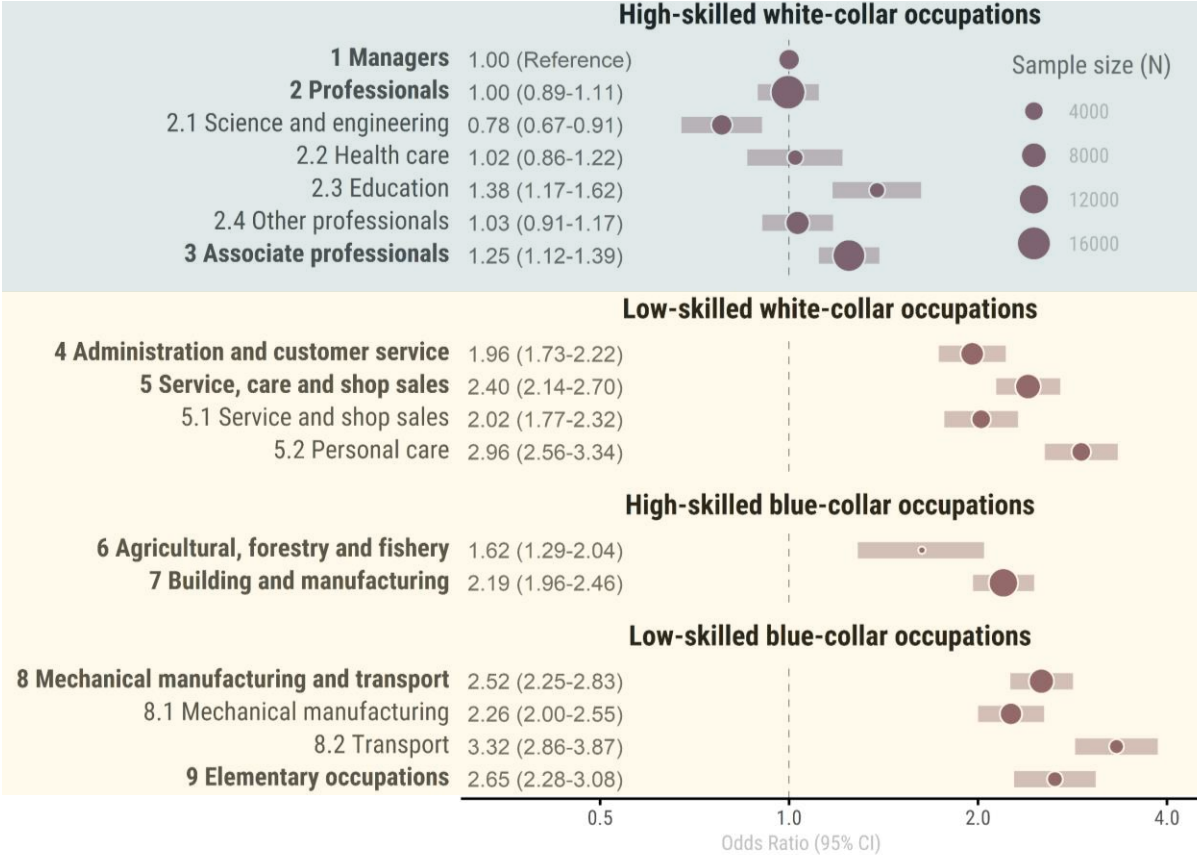 High-skilled white-collar occupations
1 Managers 1.00 (Reference)
2 Professionals 1.00 (0.89-1.11)
2.1 Science and engineering 0.78 (0.67-0.91)
2.2 Health care 1.02 (0.86-1.22)
2.3 Education 1.38 (1.17-1.62)
2.4 Other professionals 1.03 (0.91-1.17)
3 Associate professionals 1.25 (1.12-1.39)
Sample size (N)
4000
8000
12000
16000
Low-skilled white-collar occupations
4 Administration and customer service 1.96 (1.73-2.22)
5 Service, care and shop sales 2.40 (2.14-2.70)
5.1 Service and shop sales 2.02 (1.77-2.32)
5.2 Personal care 2.96 (2.56-3.34)
High-skilled blue-collar occupations
6 Agricultural, forestry and fishery 1.62 (1.29-2.04)
7 Building and manufacturing 2.19 (1.96-2.46)
Low-skilled blue-collar occupations
8 Mechanical manufacturing and transport 2.52 (2.25-2.83)
8.1 Mechanical manufacturing 2.26 (2.00-2.55)
8.2 Transport 3.32 (2.86-3.87)
9 Elementary occupations 2.65 (2.28-3.08)
0.5 1.0 2.0 4.0
Odds Ratio (95% CI)